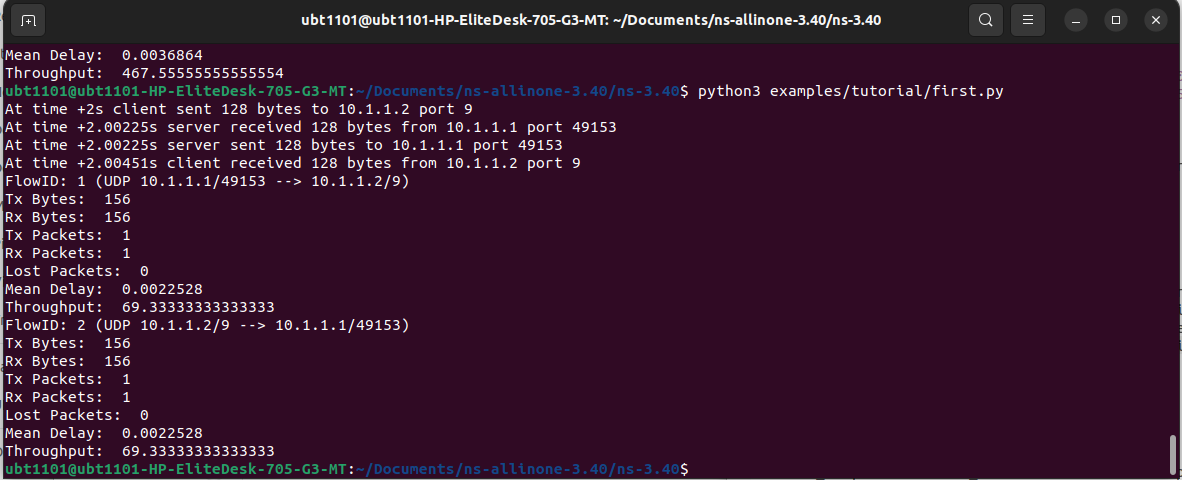 ubt1101@ubt1101-HP-EliteDesk-705-G3-MT: ~/Documents/ns-allinone-3.40/ns-3.40
Mean Delay:  0.0036864
Throughput:  467.55555555555554
ubt1101@ubt1101-HP-EliteDesk-705-G3-MT:~/Documents/ns-allinone-3.40/ns-3.40$ python3 examples/tutorial/first.py
At time +2s client sent 128 bytes to 10.1.1.2 port 9
At time +2.00225s server received 128 bytes from 10.1.1.1 port 49153
At time +2.00225s server sent 128 bytes to 10.1.1.1 port 49153
At time +2.00451s client received 128 bytes from 10.1.1.2 port 9
FlowID: 1 (UDP 10.1.1.1/49153 --> 10.1.1.2/9)
Tx Bytes:  156
Rx Bytes:  156
Tx Packets:  1
Rx Packets:  1
Lost Packets:  0
Mean Delay:  0.0022528
Throughput:  69.33333333333333
FlowID: 2 (UDP 10.1.1.2/9 --> 10.1.1.1/49153)
Tx Bytes:  156
Rx Bytes:  156
Tx Packets:  1
Rx Packets:  1
Lost Packets:  0
Mean Delay:  0.0022528
Throughput:  69.33333333333333
ubt1101@ubt1101-HP-EliteDesk-705-G3-MT:~/Documents/ns-allinone-3.40/ns-3.40$